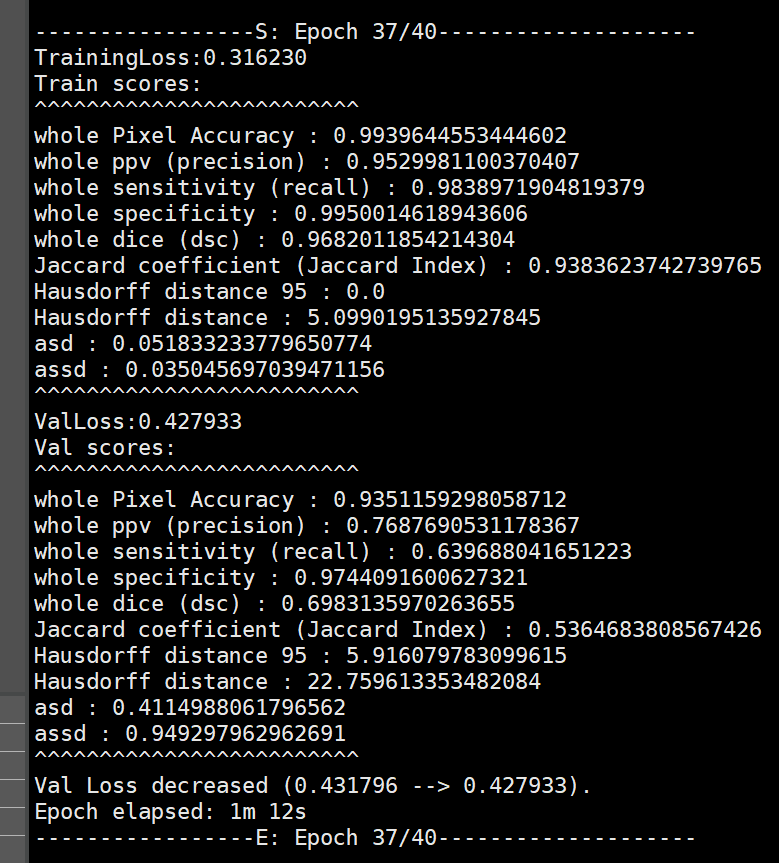 -----------------S: Epoch 37/40--------------------
TrainingLoss:0.316230
Train scores:
^^^^^^^^^^^^^^^^^^^^^^^^^
whole Pixel Accuracy : 0.9939644553444602
whole ppv (precision) : 0.9529981100370407
whole sensitivity (recall) : 0.9838971904819379
whole specificity : 0.9950014618943606
whole dice (dsc) : 0.9682011854214304
Jaccard coefficient (Jaccard Index) : 0.9383623742739765
Hausdorff distance 95 : 0.0
Hausdorff distance : 5.0990195135927845
asd : 0.051833233779650774
assd : 0.035045697039471156
^^^^^^^^^^^^^^^^^^^^^^^^^
ValLoss:0.427933
Val scores:
^^^^^^^^^^^^^^^^^^^^^^^^^
whole Pixel Accuracy : 0.9351159298058712
whole ppv (precision) : 0.7687690531178367
whole sensitivity (recall) : 0.639688041651223
whole specificity : 0.9744091600627321
whole dice (dsc) : 0.6983135970263655
Jaccard coefficient (Jaccard Index) : 0.5364683808567426
Hausdorff distance 95 : 5.916079783099615
Hausdorff distance : 22.759613353482084
asd : 0.4114988061796562
assd : 0.949297962962691
^^^^^^^^^^^^^^^^^^^^^^^^^
Val Loss decreased (0.431796 --> 0.427933).
Epoch elapsed: 1m 12s
-----------------E: Epoch 37/40--------------------